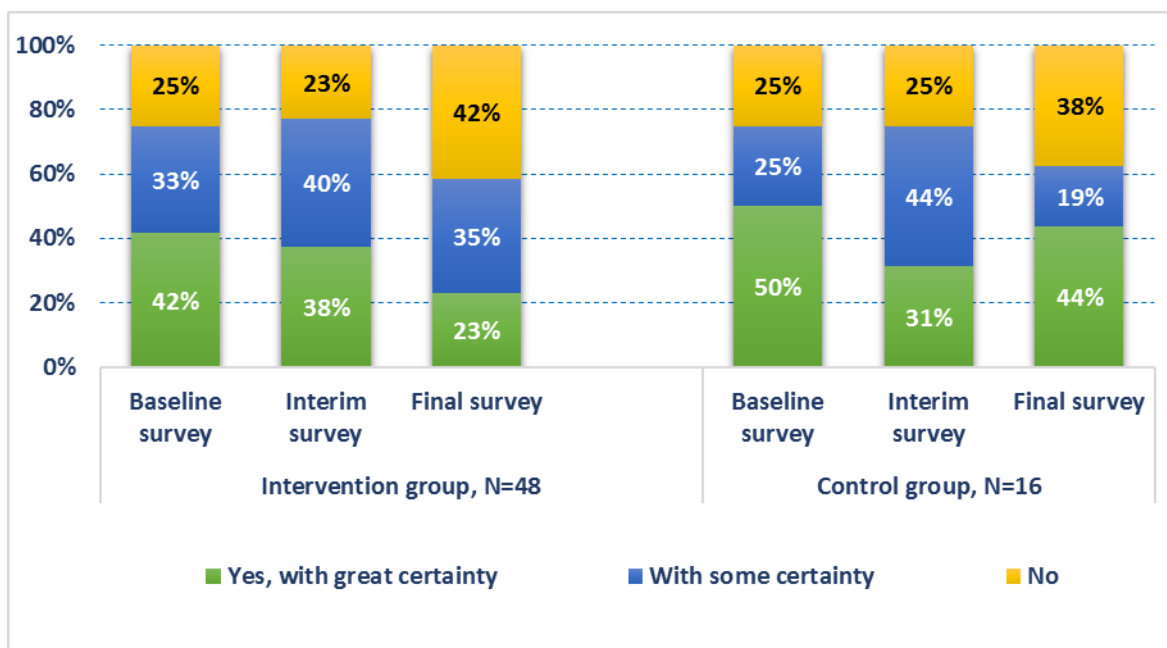 100%
80%
60%
40%
20%
0%
25% 23% 42% 25% 25% 38%
33% 40% 35% 25% 44% 19%
42% 38% 23% 50% 31% 44%
Baseline survey Interim survey Final survey Baseline survey Interim survey Final survey
Intervention group, N=48 Control group, N=16
Yes, with great certainty With some certainty No